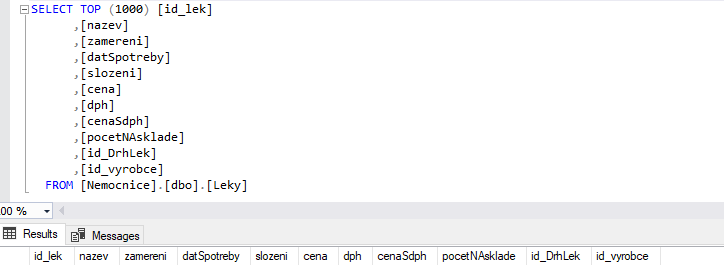 SELECT TOP (1000) [id_lek]
,[nazev]
,[zamereni]
,[datSpotreby]
,[slozeni]
,[cena]
,[dph]
,[cenaSdph]
,[pocetNAsklade]
,[id_DrhLek]
,[id_vyrobce]
FROM [Nemocnice].[dbo].[Leky]
00 %
Results Messages
id_lek nazev zamereni datSpotreby slozeni cena dph cenaSdph pocetNAsklade id_DrhLek id_vyrobce